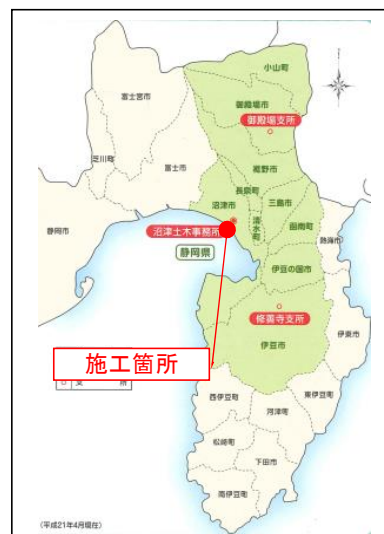 小山町
富士宮市
御殿場市
御殿場支所
裾野市
芝川町
富士市
長泉町
沼津市
三島市
清水町
函南町
静岡市
沼津土木事務所
熱海市
静岡県
伊豆の国市
修善寺支所
伊東市
伊豆市
施工箇所
支 所
西伊豆町
東伊豆町
河津町
松崎町
下田市
南伊豆町
(平成21年4月現在)